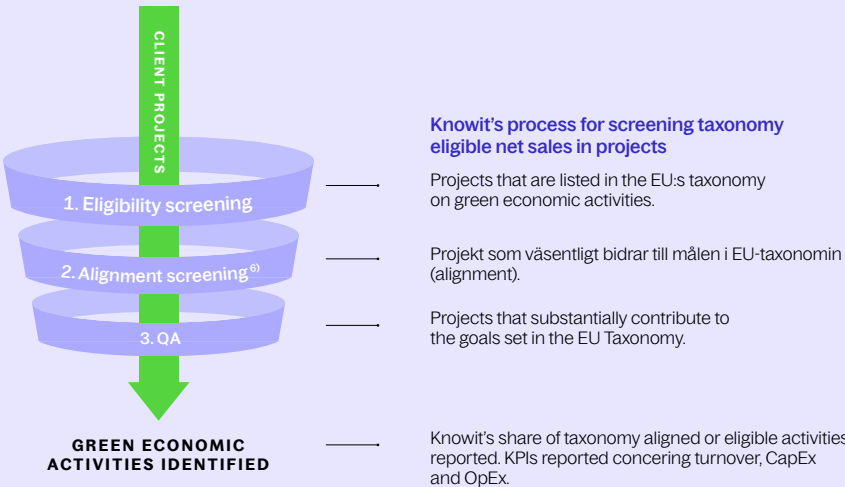 CLIENT PROJECTS
1. Eligibility screening
2. Alignment screening 6)
3. QA
GREEN ECONOMIC
ACTIVITIES IDENTIFIED
Knowit's process for screening taxonomy
eligible net sales in projects
Projects that are listed in the EU:s taxonomy
on green economic activities.
Projekt som väsentligt bidrar till målen i EU-taxonomin
(alignment).
Projects that substantially contribute to
the goals set in the EU Taxonomy.
Knowit's share of taxonomy aligned or eligible activities
reported. KPIs reported concering turnover, CapEx
and OpEx.